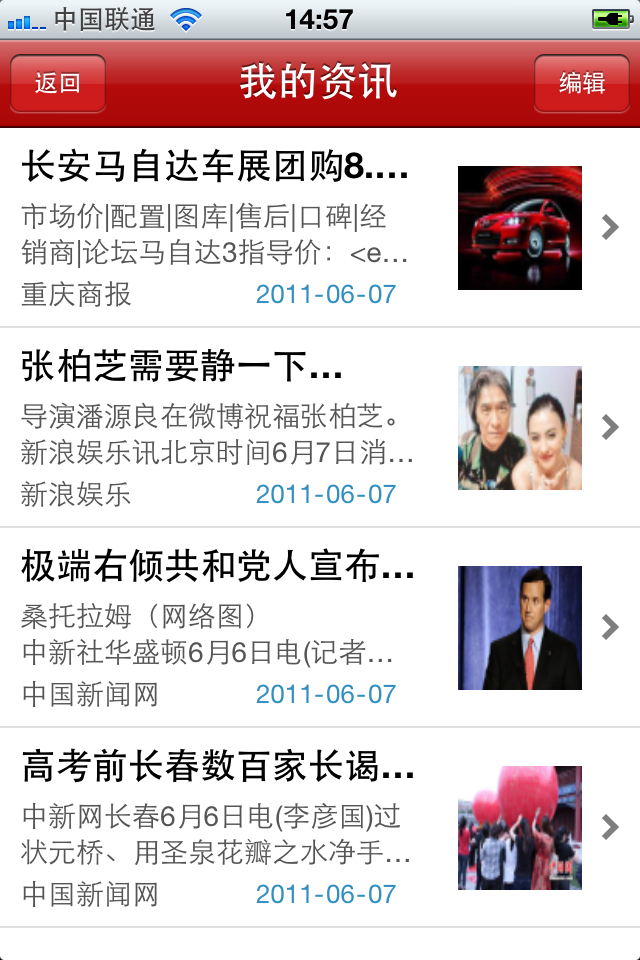 中国联通 14:57
返回 我的资讯 编辑
长安马自达车展团购8....
市场价|配置|图库|售后|口碑|经
销商|论坛马自达3指导价：<e...
重庆商报 2011-06-07
张柏芝需要静一下...
导演潘源良在微博祝福张柏芝。
新浪娱乐讯北京时间6月7日消...
新浪娱乐 2011-06-07
极端右倾共和党人宣布...
桑托拉姆（网络图）
中新社华盛顿6月6日电(记者...
中国新闻网 2011-06-07
高考前长春数百家长谒...
中新网长春6月6日电(李彦国)过
状元桥、用圣泉花瓣之水净手...
中国新闻网 2011-06-07